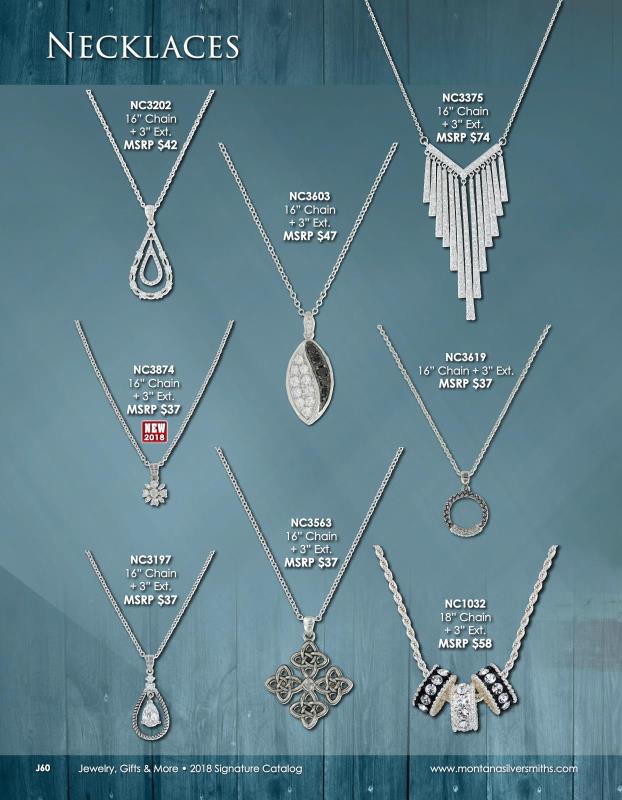 NECKLACES
NC3202
16” Chain
+ 3” Ext.
MSRP $42
NC3375
16” Chain
+ 3” Ext.
MSRP $74
NC3603
16” Chain
+ 3” Ext.
MSRP $47
NC3874
16” Chain
+ 3” Ext.
MSRP $37
NEW
2018
NC3619
16” Chain + 3” Ext.
MSRP $37
NC3563
16” Chain
+ 3” Ext.
MSRP $37
NC3197
16” Chain
+ 3” Ext.
MSRP $37
NC1032
18” Chain
+ 3” Ext.
MSRP $58
J60 Jewelry, Gifts & More • 2018 Signature Catalog www.montanasilversmiths.com